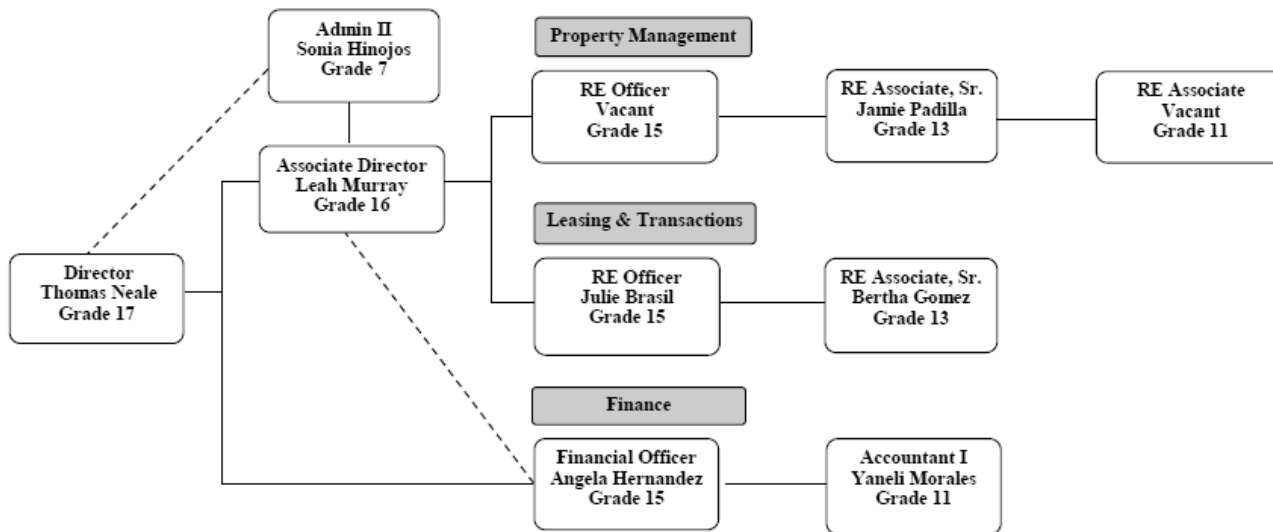 Admin II
Sonia Hinojos
Grade 7
Associate Director
Leah Murray
Grade 16
Director
Thomas Neale
Grade 17
Property Management
RE Officer
Vacant
Grade 15
RE Associate, Sr.
Jamie Padilla
Grade 13
RE Associate
Vacant
Grade 11
Leasing & Transactions
RE Officer
Julie Brasil
Grade 15
RE Associate, Sr.
Bertha Gomez
Grade 13
Finance
Financial Officer
Angela Hernandez
Grade 15
Accountant I
Yaneli Morales
Grade 11